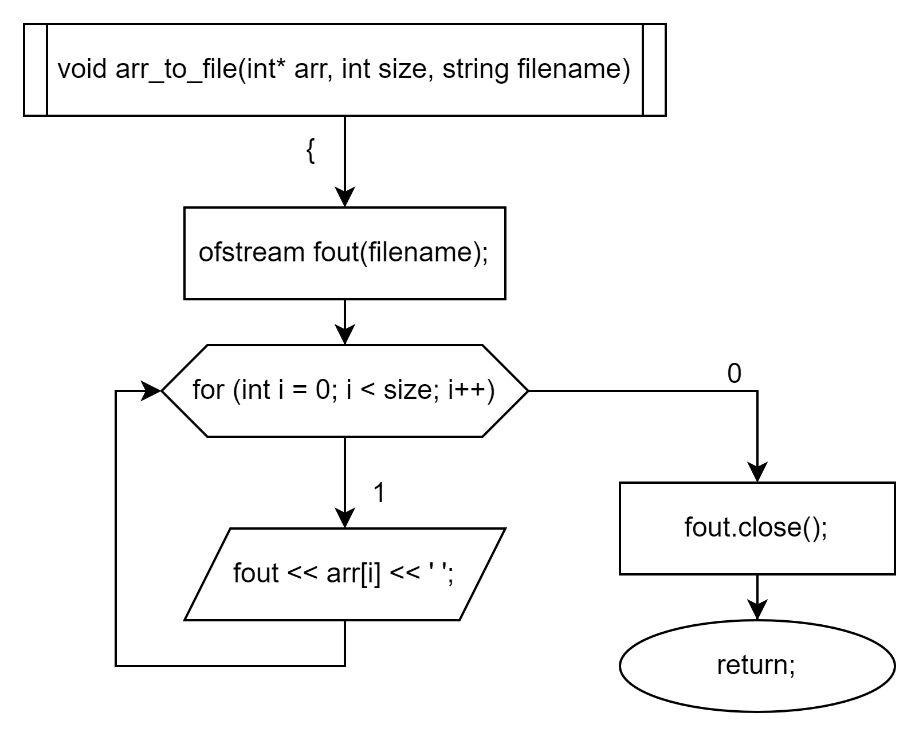 void arr_to_file(int* arr, int size, string filename)
{
ofstream fout(filename);
for (int i = 0; i < size; i++)
0
1
fout << arr[i] << ' ';
fout.close();
return;